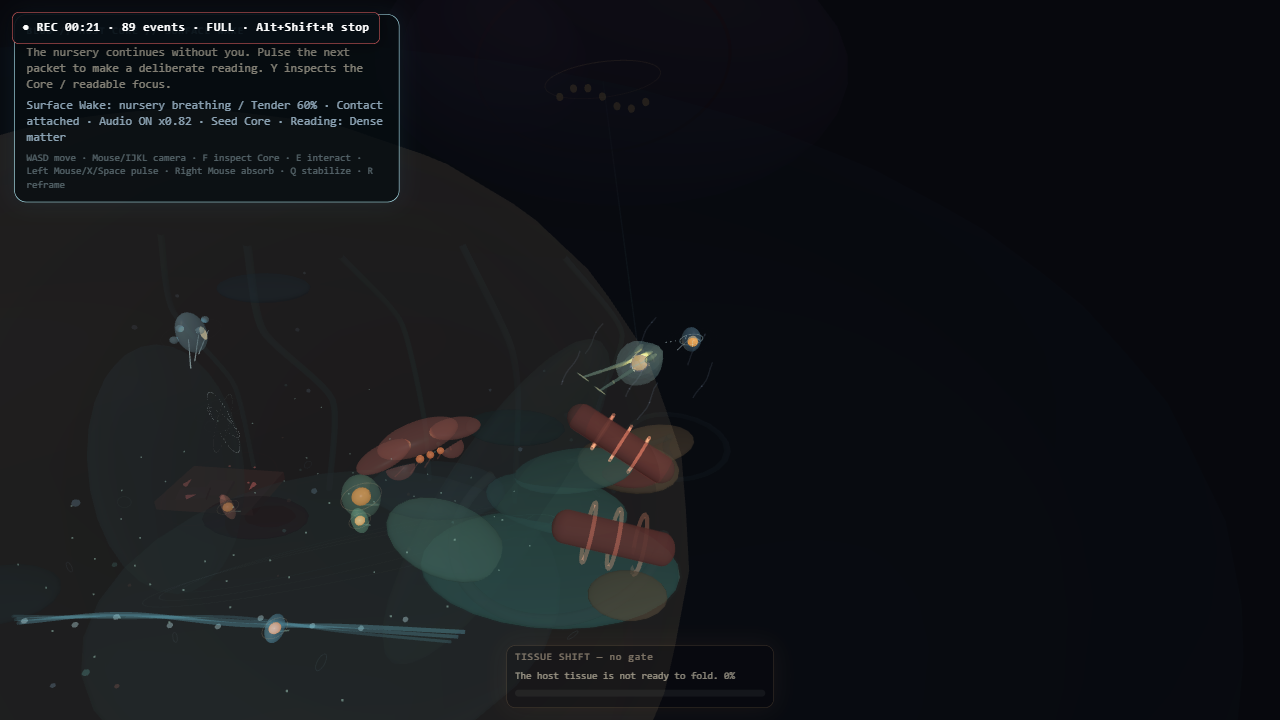 ● REC 00:21 · 89 events · FULL · Alt+Shift+R stop
The nursery continues without you. Pulse the next
packet to make a deliberate reading. Y inspects the
Core / readable focus.
Surface Wake: nursery breathing / Tender 60% · Contact
attached · Audio ON x0.82 · Seed Core · Reading: Dense
matter
WASD move · Mouse/IJKL camera · F inspect Core · E interact ·
Left Mouse/X/Space pulse · Right Mouse absorb · Q stabilize · R
reframe
TISSUE SHIFT — no gate
The host tissue is not ready to fold. 0%